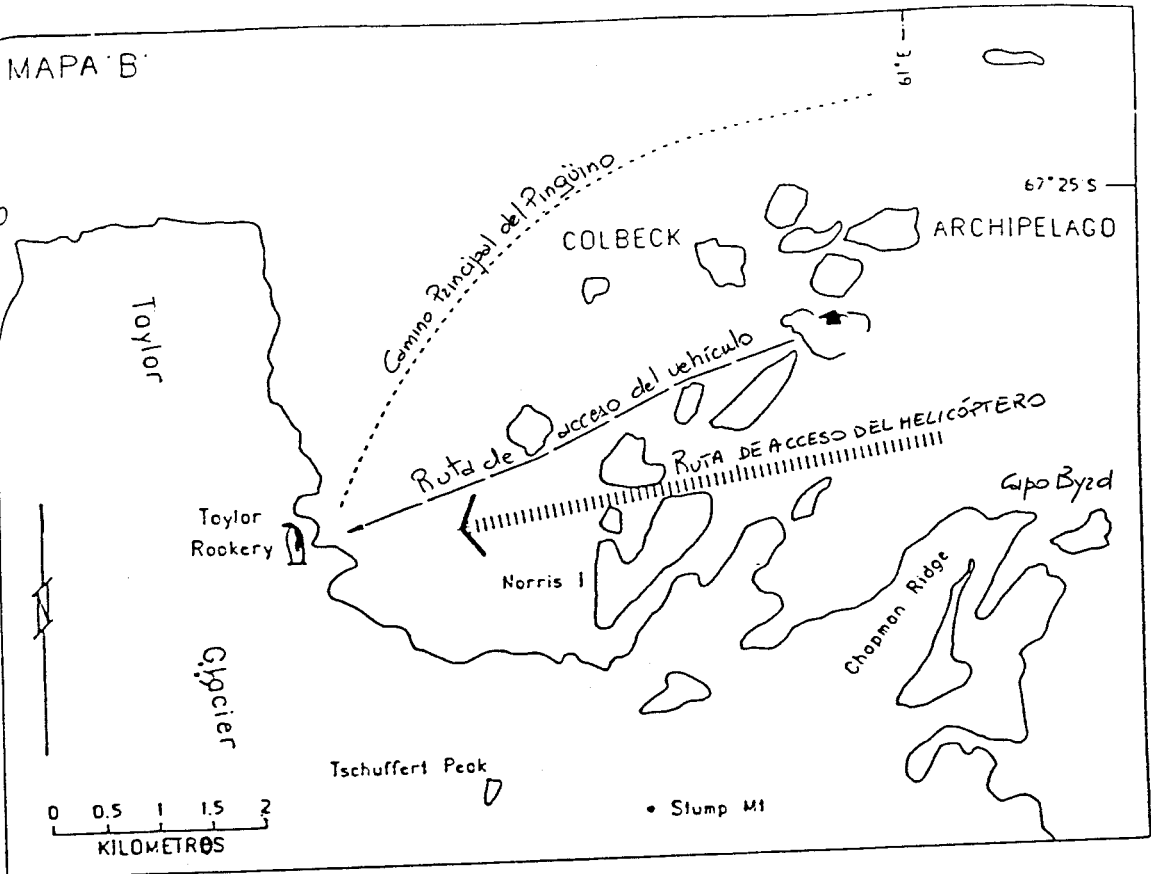 MAPA 'B'
61°E
67°25'S
Camino Principal del Pingüino
COLBECK
ARCHIPELAGO
Taylor
Ruta de acceso del vehículo
RUTA DE ACCESO DEL HELICÓPTERO
Capo Byrd
Taylor
Rookery
Norris I
Chapman Ridge
Glacier
Tschuffert Peak
Stump Mt
0 0.5 1 1.5 2
KILOMETROS